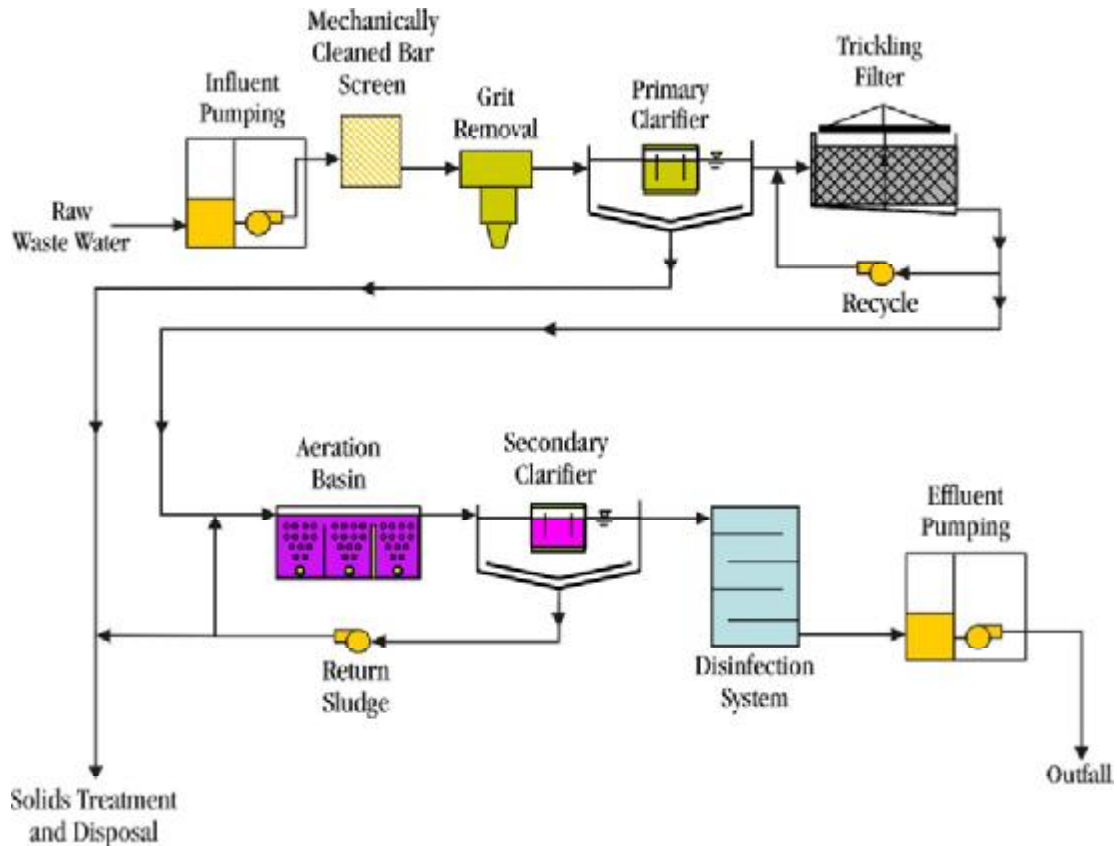 Influent
Pumping
Mechanically
Cleaned Bar
Screen
Grit
Removal
Primary
Clarifier
Trickling
Filter
Raw
Waste Water
Recycle
Aeration
Basin
Secondary
Clarifier
Effluent
Pumping
Return
Sludge
Disinfection
System
Outfall
Solids Treatment
and Disposal